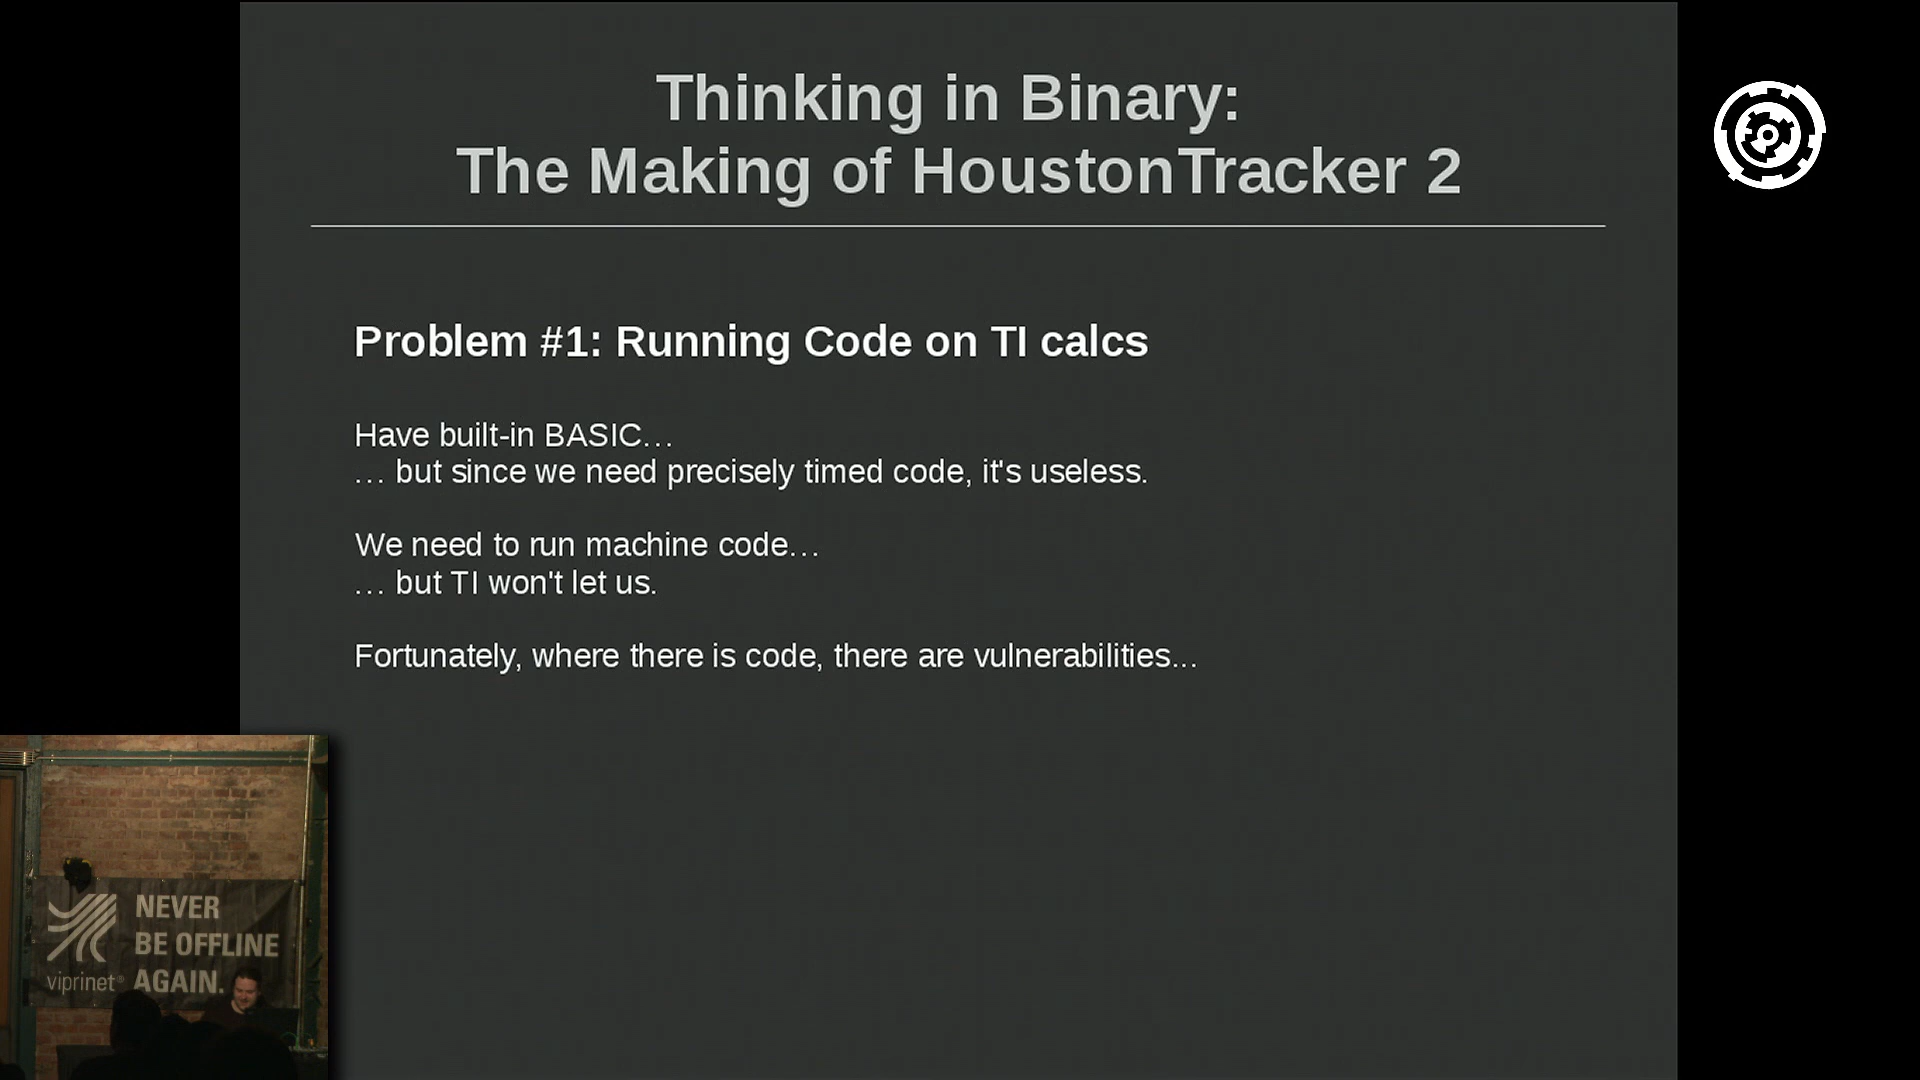 Thinking in Binary:
The Making of HoustonTracker 2
Problem #1: Running Code on TI calcs
Have built-in BASIC…
… but since we need precisely timed code, it's useless.
We need to run machine code…
… but TI won't let us.
Fortunately, where there is code, there are vulnerabilities...
NEVER
BE OFFLINE
AGAIN.
viprinet®